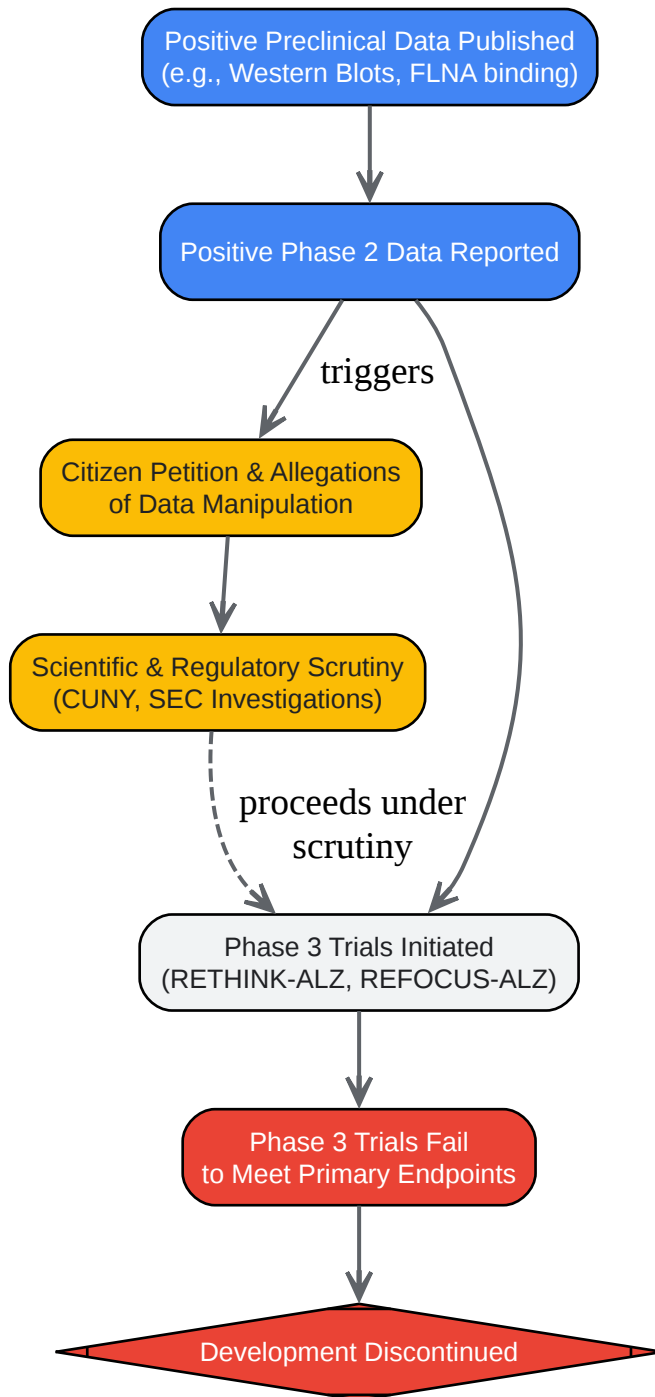 Positive Preclinical Data Published
(e.g., Western Blots, FLNA binding)
Positive Phase 2 Data Reported
triggers
Citizen Petition & Allegations
of Data Manipulation
Scientific & Regulatory Scrutiny
(CUNY, SEC Investigations)
proceeds under
scrutiny
Phase 3 Trials Initiated
(RETHINK-ALZ, REFOCUS-ALZ)
Phase 3 Trials Fail
to Meet Primary Endpoints
Development Discontinued